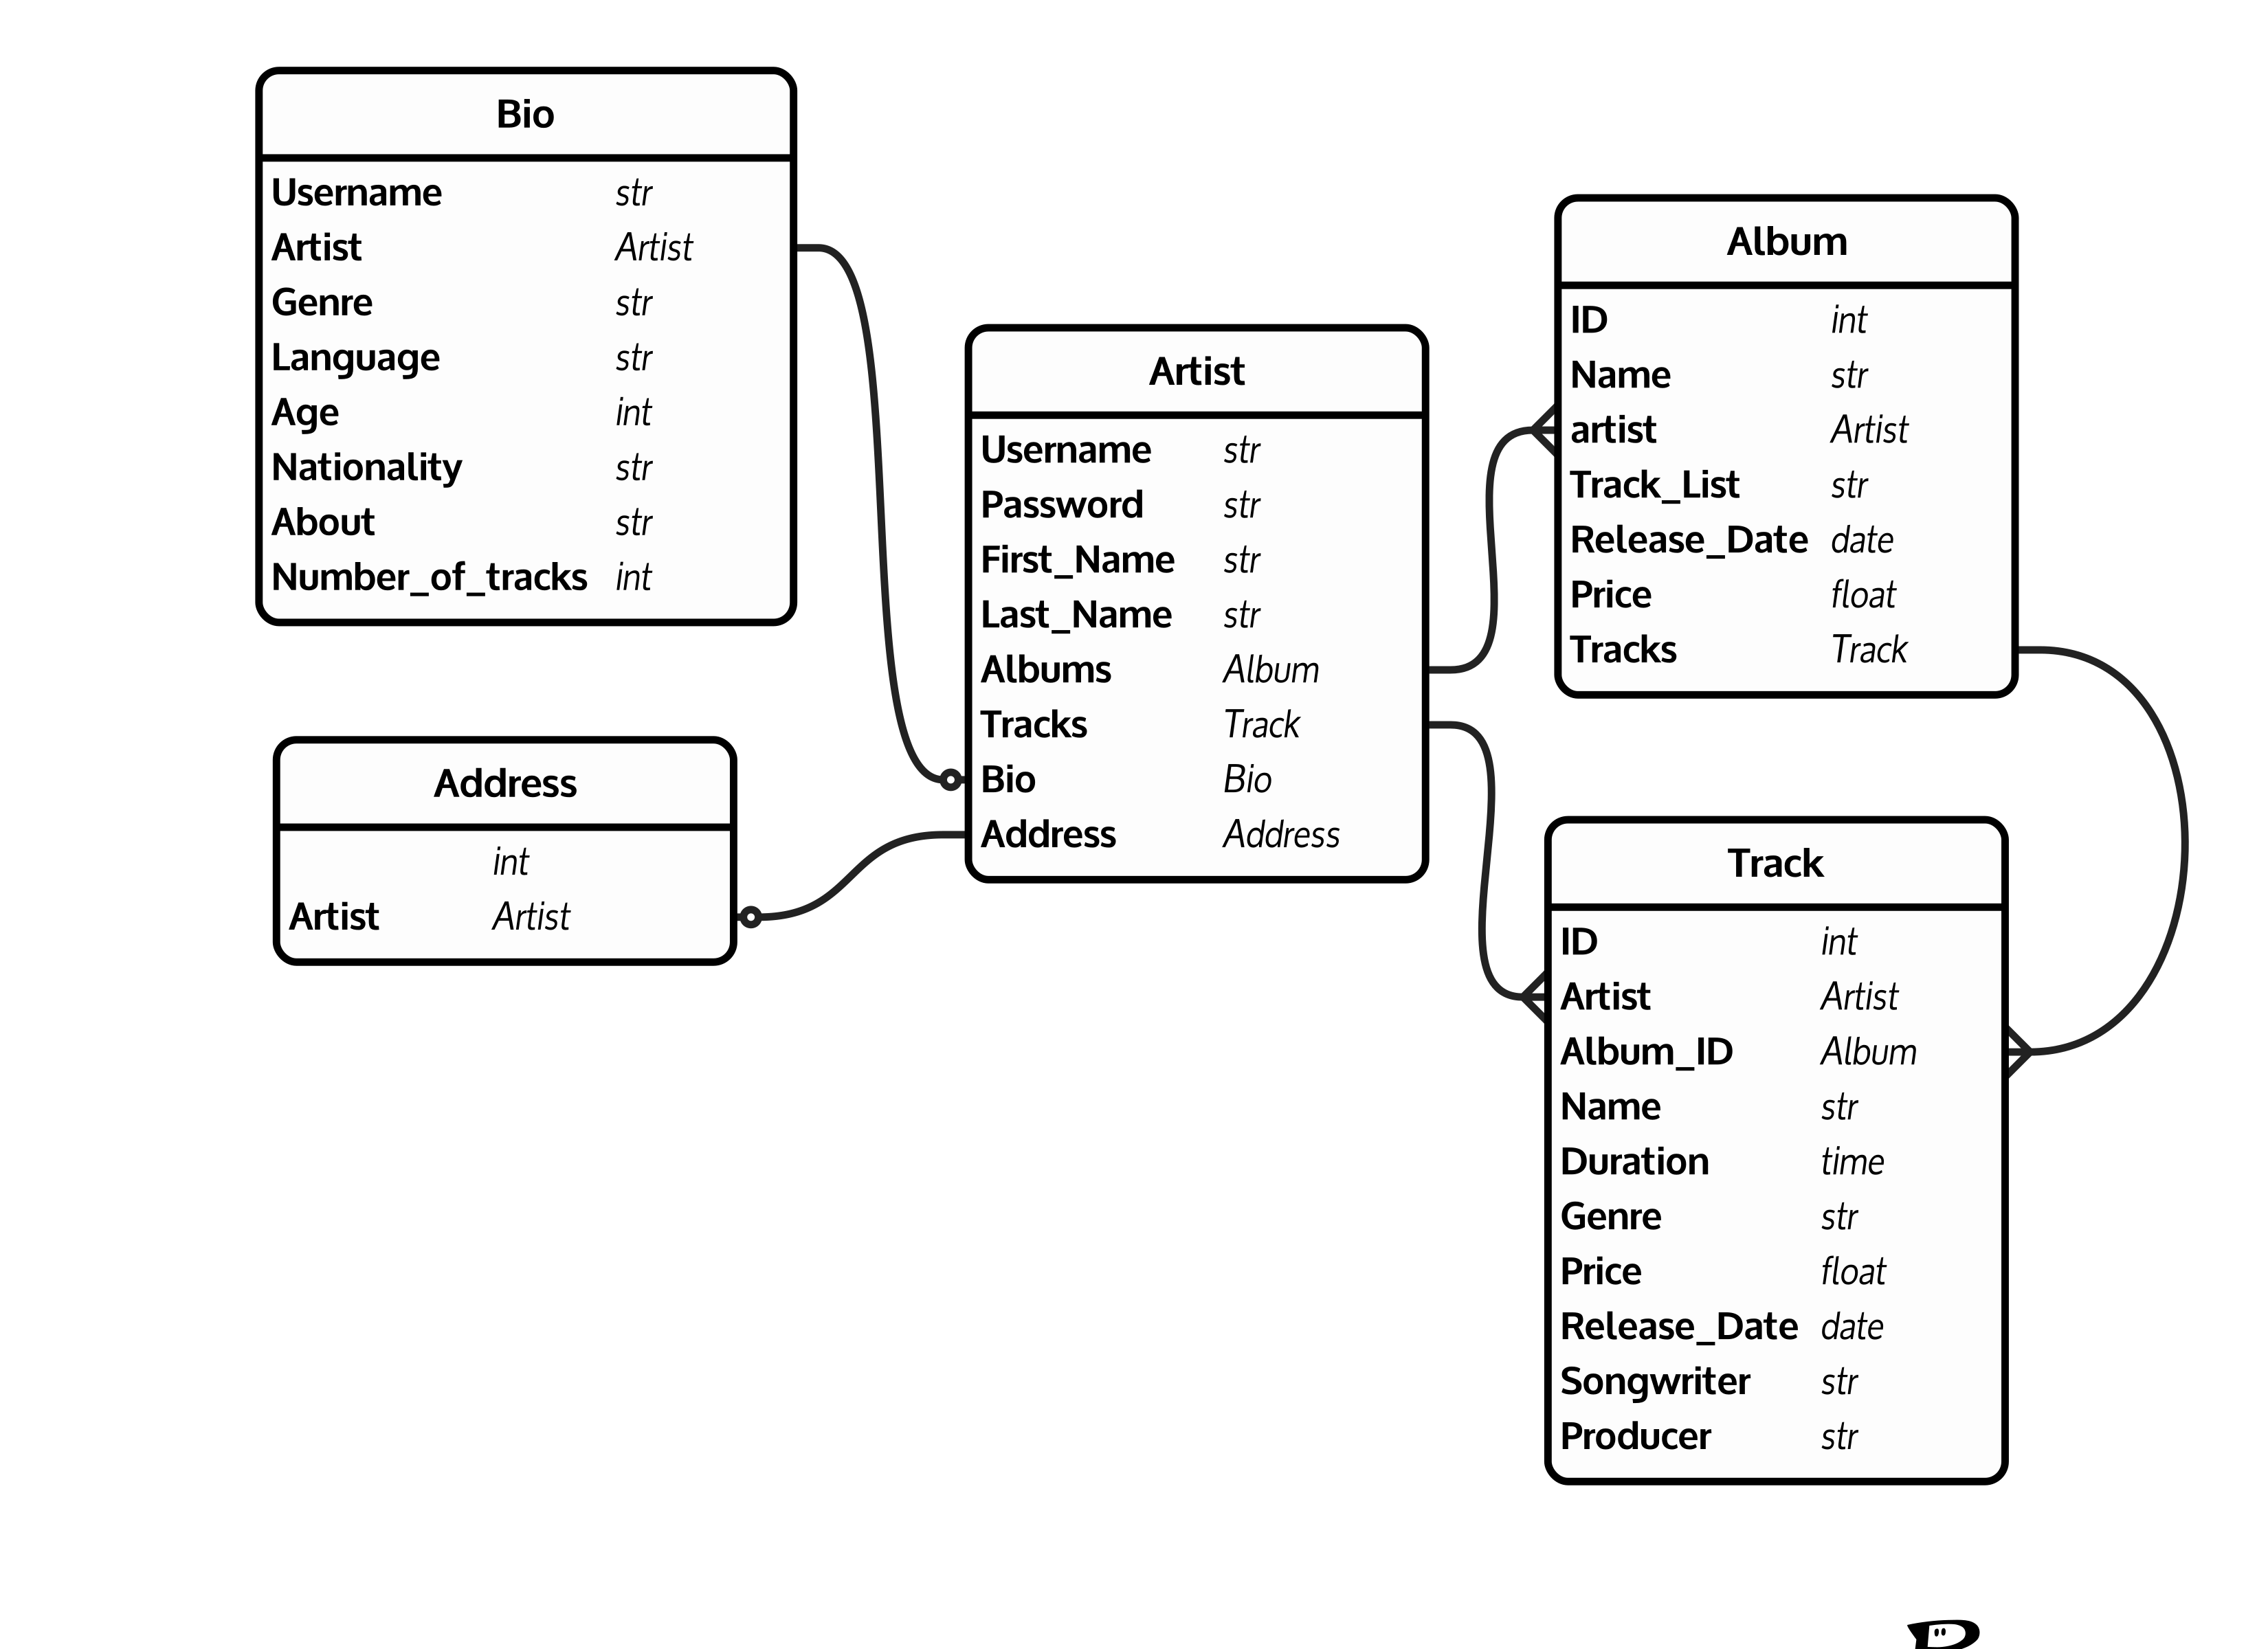 Bio
Username str
Artist Artist
Genre str
Language str
Age int
Nationality str
About str
Number_of_tracks int
Address
int
Artist Artist
Artist
Username str
Password str
First_Name str
Last_Name str
Albums Album
Tracks Track
Bio Bio
Address Address
Album
ID int
Name str
artist Artist
Track_List str
Release_Date date
Price float
Tracks Track
Track
ID int
Artist Artist
Album_ID Album
Name str
Duration time
Genre str
Price float
Release_Date date
Songwriter str
Producer str